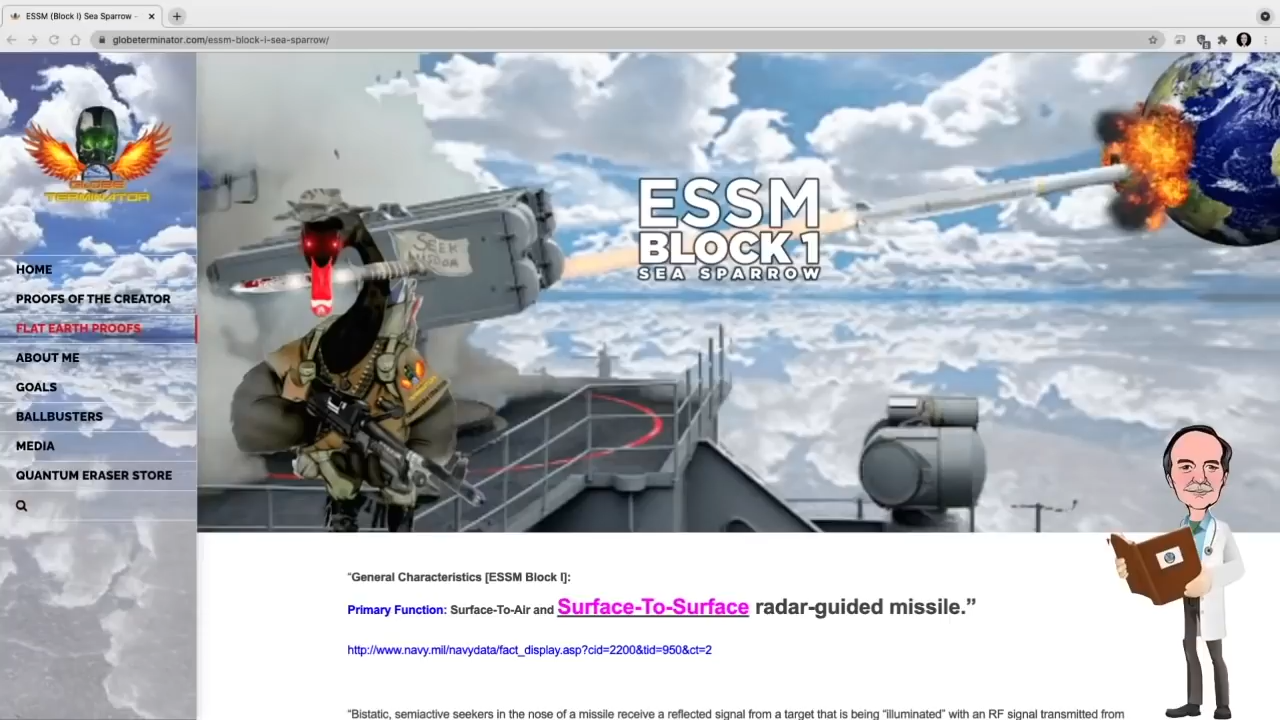 ESSM (Block I) Sea Sparrow -
globeterminator.com/essm-block-i-sea-sparrow/
GLOBE
TERMINATOR
HOME
PROOFS OF THE CREATOR
FLAT EARTH PROOFS
ABOUT ME
GOALS
BALLBUSTERS
MEDIA
QUANTUM ERASER STORE
SEEK
ESSM
BLOCK 1
SEA SPARROW
“General Characteristics [ESSM Block I]:
Primary Function: Surface-To-Air and Surface-To-Surface radar-guided missile.”
http://www.navy.mil/navydata/fact_display.asp?cid=2200&tid=950&ct=2
“Bistatic, semiactive seekers in the nose of a missile receive a reflected signal from a target that is being “illuminated” with an RF signal transmitted from